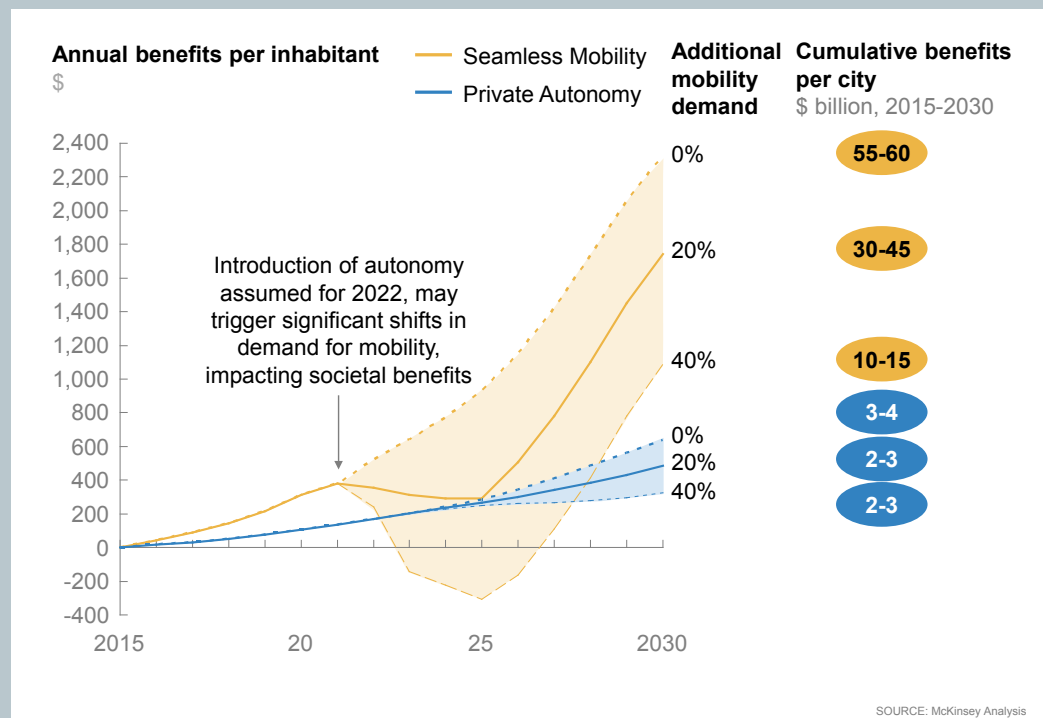 Annual benefits per inhabitant
$
Seamless Mobility
Private Autonomy
Additional
mobility
demand
Cumulative benefits
per city
$ billion, 2015-2030
2,400
2,200
2,000
1,800
1,600
1,400
1,200
1,000
800
600
400
200
0
-200
-400
Introduction of autonomy
assumed for 2022, may
trigger significant shifts in
demand for mobility,
impacting societal benefits
2015
20
25
2030
0%
20%
40%
0%
20%
40%
55-60
30-45
10-15
3-4
2-3
2-3
SOURCE: McKinsey Analysis